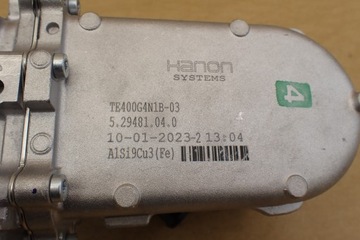 Hanon
SYSTEMS
4
TE400G4N1B-03
5.29481.04.0
10-01-2023-2 13:04
AlSi9Cu3(Fe)